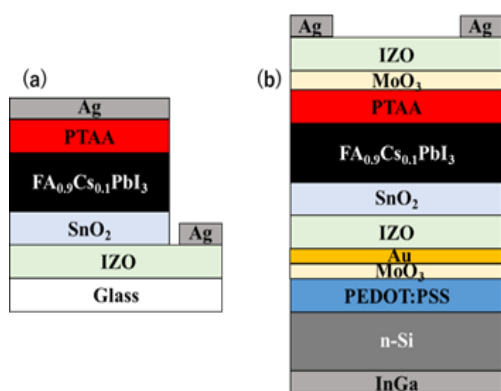 (a)
Ag
PTAA
FA₀.₉Cs₀.₁PbI₃
SnO₂
Ag
IZO
Glass
(b)
Ag
Ag
IZO
MoO₃
PTAA
FA₀.₉Cs₀.₁PbI₃
SnO₂
IZO
Au
MoO₃
PEDOT:PSS
n-Si
InGa